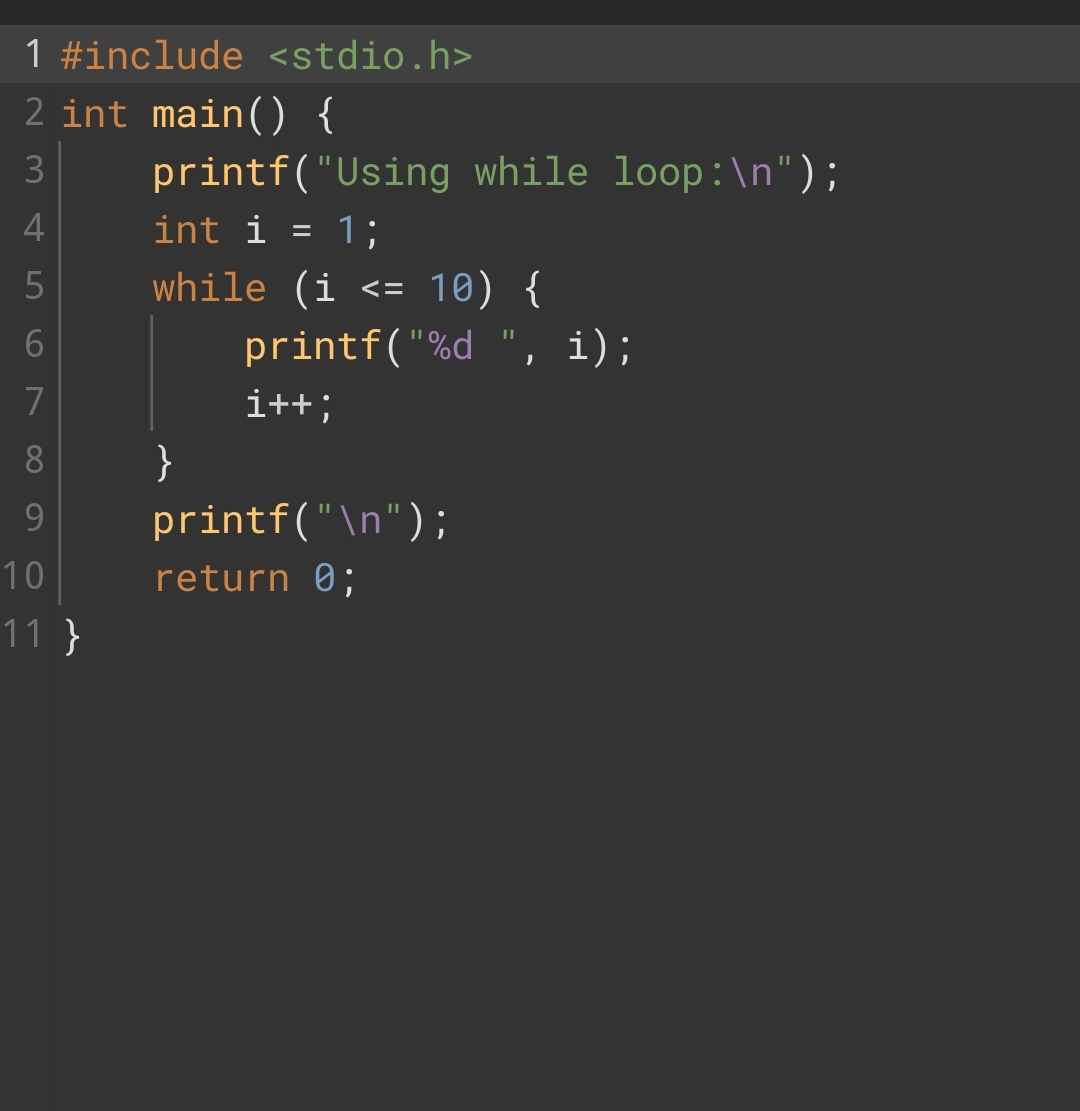 1 #include <stdio.h>
2 int main() {
3     printf("Using while loop:\n");
4     int i = 1;
5     while (i <= 10) {
6         printf("%d ", i);
7         i++;
8     }
9     printf("\n");
10     return 0;
11 }